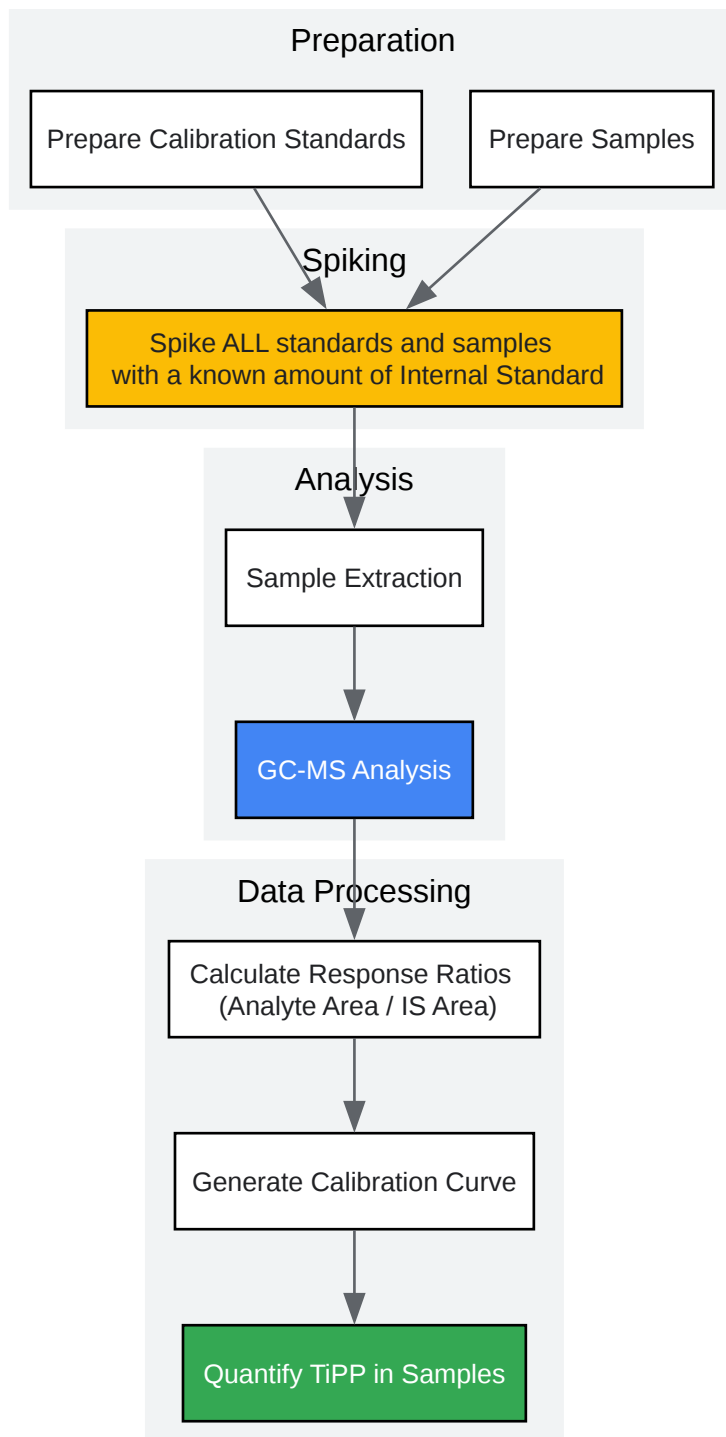 Preparation
Prepare Calibration Standards
Prepare Samples
Spiking
Spike ALL standards and samples
with a known amount of Internal Standard
Analysis
Sample Extraction
GC-MS Analysis
Data Processing
Calculate Response Ratios
(Analyte Area / IS Area)
Generate Calibration Curve
Quantify TiPP in Samples